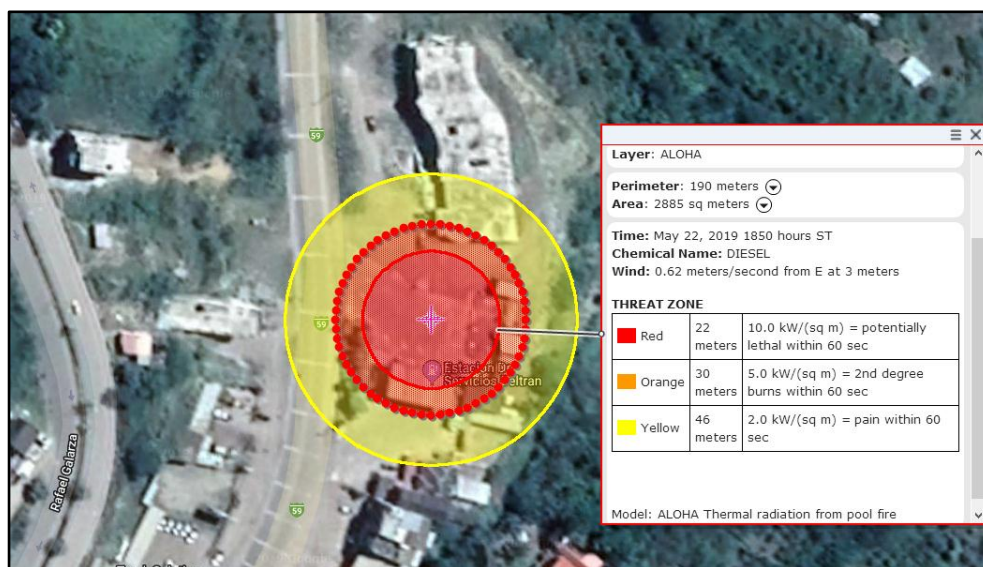 59
Layer: ALOHA
Perimeter: 190 meters
Area: 2885 sq meters
Time: May 22, 2019 1850 hours ST
Chemical Name: DIESEL
Wind: 0.62 meters/second from E at 3 meters
THREAT ZONE
Red 22 meters 10.0 kW/(sq m) = potentially
lethal within 60 sec
Orange 30 meters 5.0 kW/(sq m) = 2nd degree
burns within 60 sec
Yellow 46 meters 2.0 kW/(sq m) = pain within 60
sec
Model: ALOHA Thermal radiation from pool fire
59
Estación De
Servicios Beltran
Rafael Galarza
59